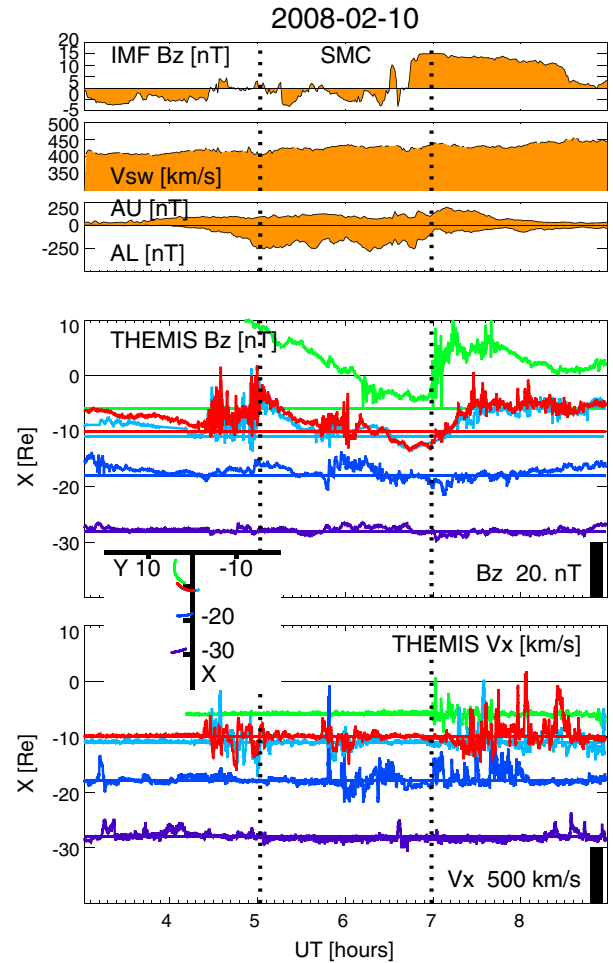 2008-02-10
IMF Bz [nT] SMC
20
15
10
5
0
-5
500
450
400
350
Vsw [km/s]
250
0
-250
AU [nT]
AL [nT]
10
0
-10
-20
-30
X [Re]
THEMIS Bz [nT]
Bz 20. nT
Y 10 -10
-20
-30
X
10
0
-10
-20
-30
X [Re]
THEMIS Vx [km/s]
Vx 500 km/s
4 5 6 7 8
UT [hours]